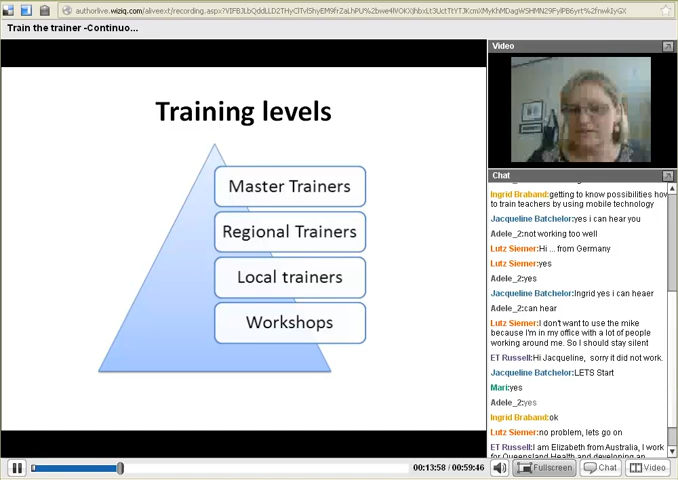 Train the trainer -Continuo...
Training levels
Master Trainers
Regional Trainers
Local trainers
Workshops
00:13:58 / 00:59:46
Video
Chat
Ingrid Braband:getting to know possibilities how
to train teachers by using mobile technology
Jacqueline Batchelor:yes i can hear you
Adele_2:not working too well
Lutz Siemer:Hi ... from Germany
Lutz Siemer:yes
Adele_2:yes
Jacqueline Batchelor:Ingrid yes i can heaer
Adele_2:can hear
Lutz Siemer:I don't want to use the mike
because I'm in my office with a lot of people
working around me. So I should stay silent
ET Russell:Hi Jacqueline, sorry it did not work.
Jacqueline Batchelor:LETS Start
Mari:yes
Adele_2:yes
Ingrid Braband:ok
Lutz Siemer:no problem, lets go on
ET Russell:I am Elizabeth from Australia, I work
for Queensland Health and developing an
Fullscreen
Chat
Video